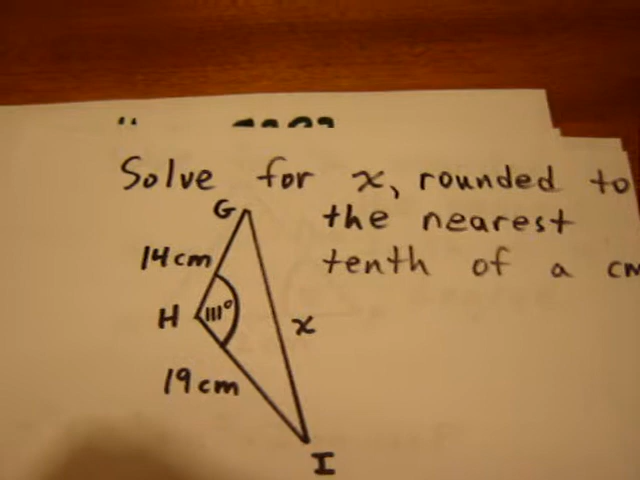 Solve for x, rounded to
the nearest
tenth of a cm
G
14cm
H
111°
x
19cm
I